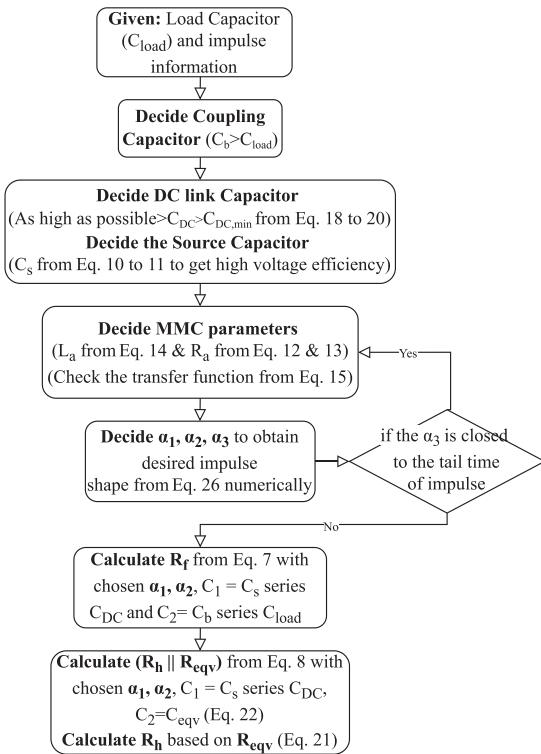 Given: Load Capacitor
(Cload) and impulse
information
Decide Coupling
Capacitor (Cb>Cload)
Decide DC link Capacitor
(As high as possible>CDC>CDC,min from Eq. 18 to 20)
Decide the Source Capacitor
(Cs from Eq. 10 to 11 to get high voltage efficiency)
Decide MMC parameters
(La from Eq. 14 & Ra from Eq. 12 & 13)
(Check the transfer function from Eq. 15)
Yes
Decide α1, α2, α3 to obtain
desired impulse
shape from Eq. 26 numerically
if the α3 is closed
to the tail time
of impulse
No
Calculate Rf from Eq. 7 with
chosen α1, α2, C1 = Cs series
CDC and C2= Cb series Cload
Calculate (Rh || Reqv) from Eq. 8 with
chosen α1, α2, C1 = Cs series CDC,
C2=Ceqv (Eq. 22)
Calculate Rh based on Reqv (Eq. 21)